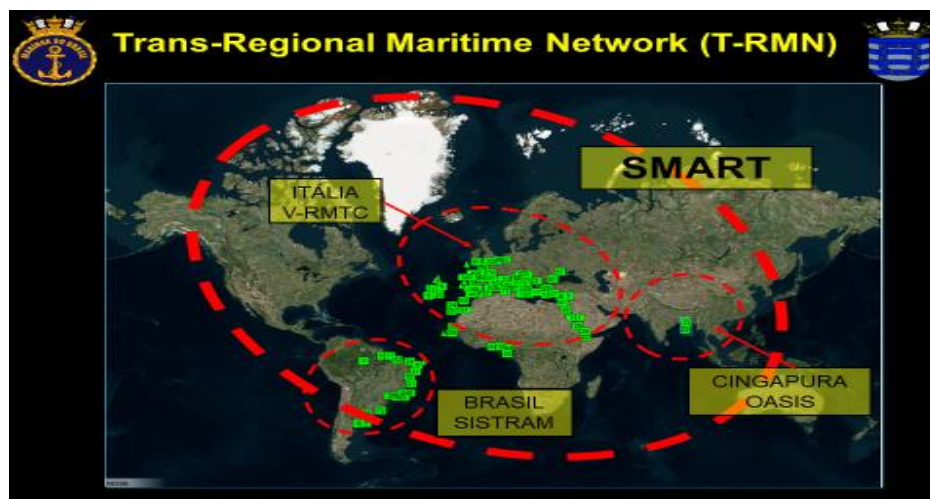 Trans-Regional Maritime Network (T-RMN)
SMART
ITÁLIA
V-RMTC
CINGAPURA
OASIS
BRASIL
SISTRAM